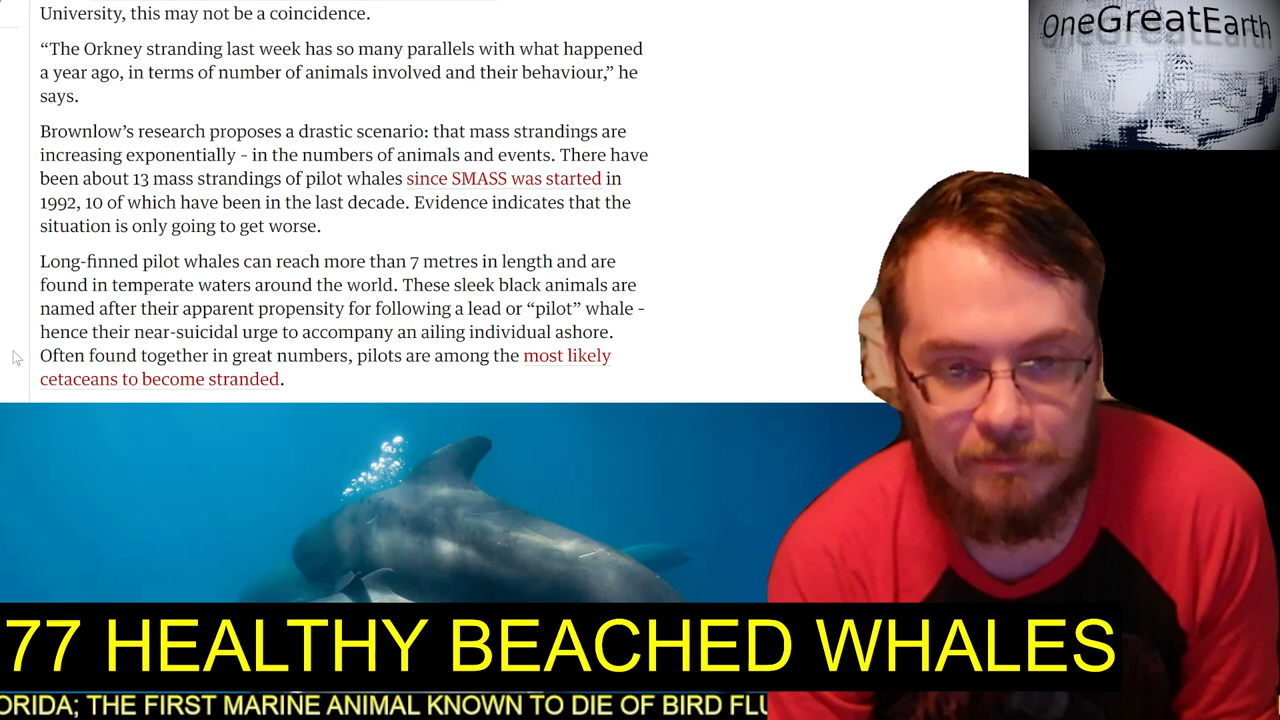 University, this may not be a coincidence.
“The Orkney stranding last week has so many parallels with what happened
a year ago, in terms of number of animals involved and their behaviour,” he
says.
Brownlow’s research proposes a drastic scenario: that mass strandings are
increasing exponentially – in the numbers of animals and events. There have
been about 13 mass strandings of pilot whales since SMASS was started in
1992, 10 of which have been in the last decade. Evidence indicates that the
situation is only going to get worse.
Long-finned pilot whales can reach more than 7 metres in length and are
found in temperate waters around the world. These sleek black animals are
named after their apparent propensity for following a lead or “pilot” whale –
hence their near-suicidal urge to accompany an ailing individual ashore.
Often found together in great numbers, pilots are among the most likely
cetaceans to become stranded.
OneGreatEarth
77 HEALTHY BEACHED WHALES
ORIDA; THE FIRST MARINE ANIMAL KNOWN TO DIE OF BIRD FLU